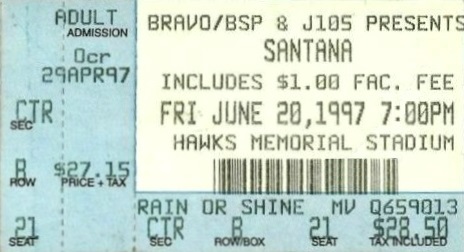 ADULT
ADMISSION
Ocr
29APR97
CTR
SEC
B $27.15
ROW PRICE + TAX
21
SEAT
BRAVO/BSP & J105 PRESENTS
SANTANA
INCLUDES $1.00 FAC. FEE
FRI JUNE 20,1997 7:00PM
HAWKS MEMORIAL STADIUM
RAIN OR SHINE MV Q659013
CTR B 21 $28.50
SEC ROW/BOX SEAT TAX INCLUDED